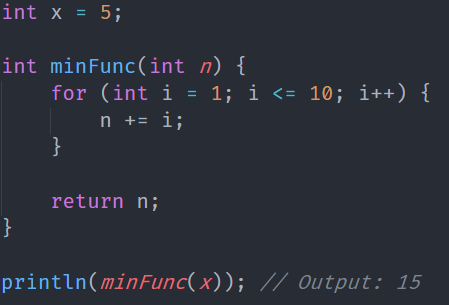 int x = 5;
int minFunc(int n) {
for (int i = 1; i <= 10; i++) {
n += i;
}
return n;
}
println(minFunc(x)); // Output: 15